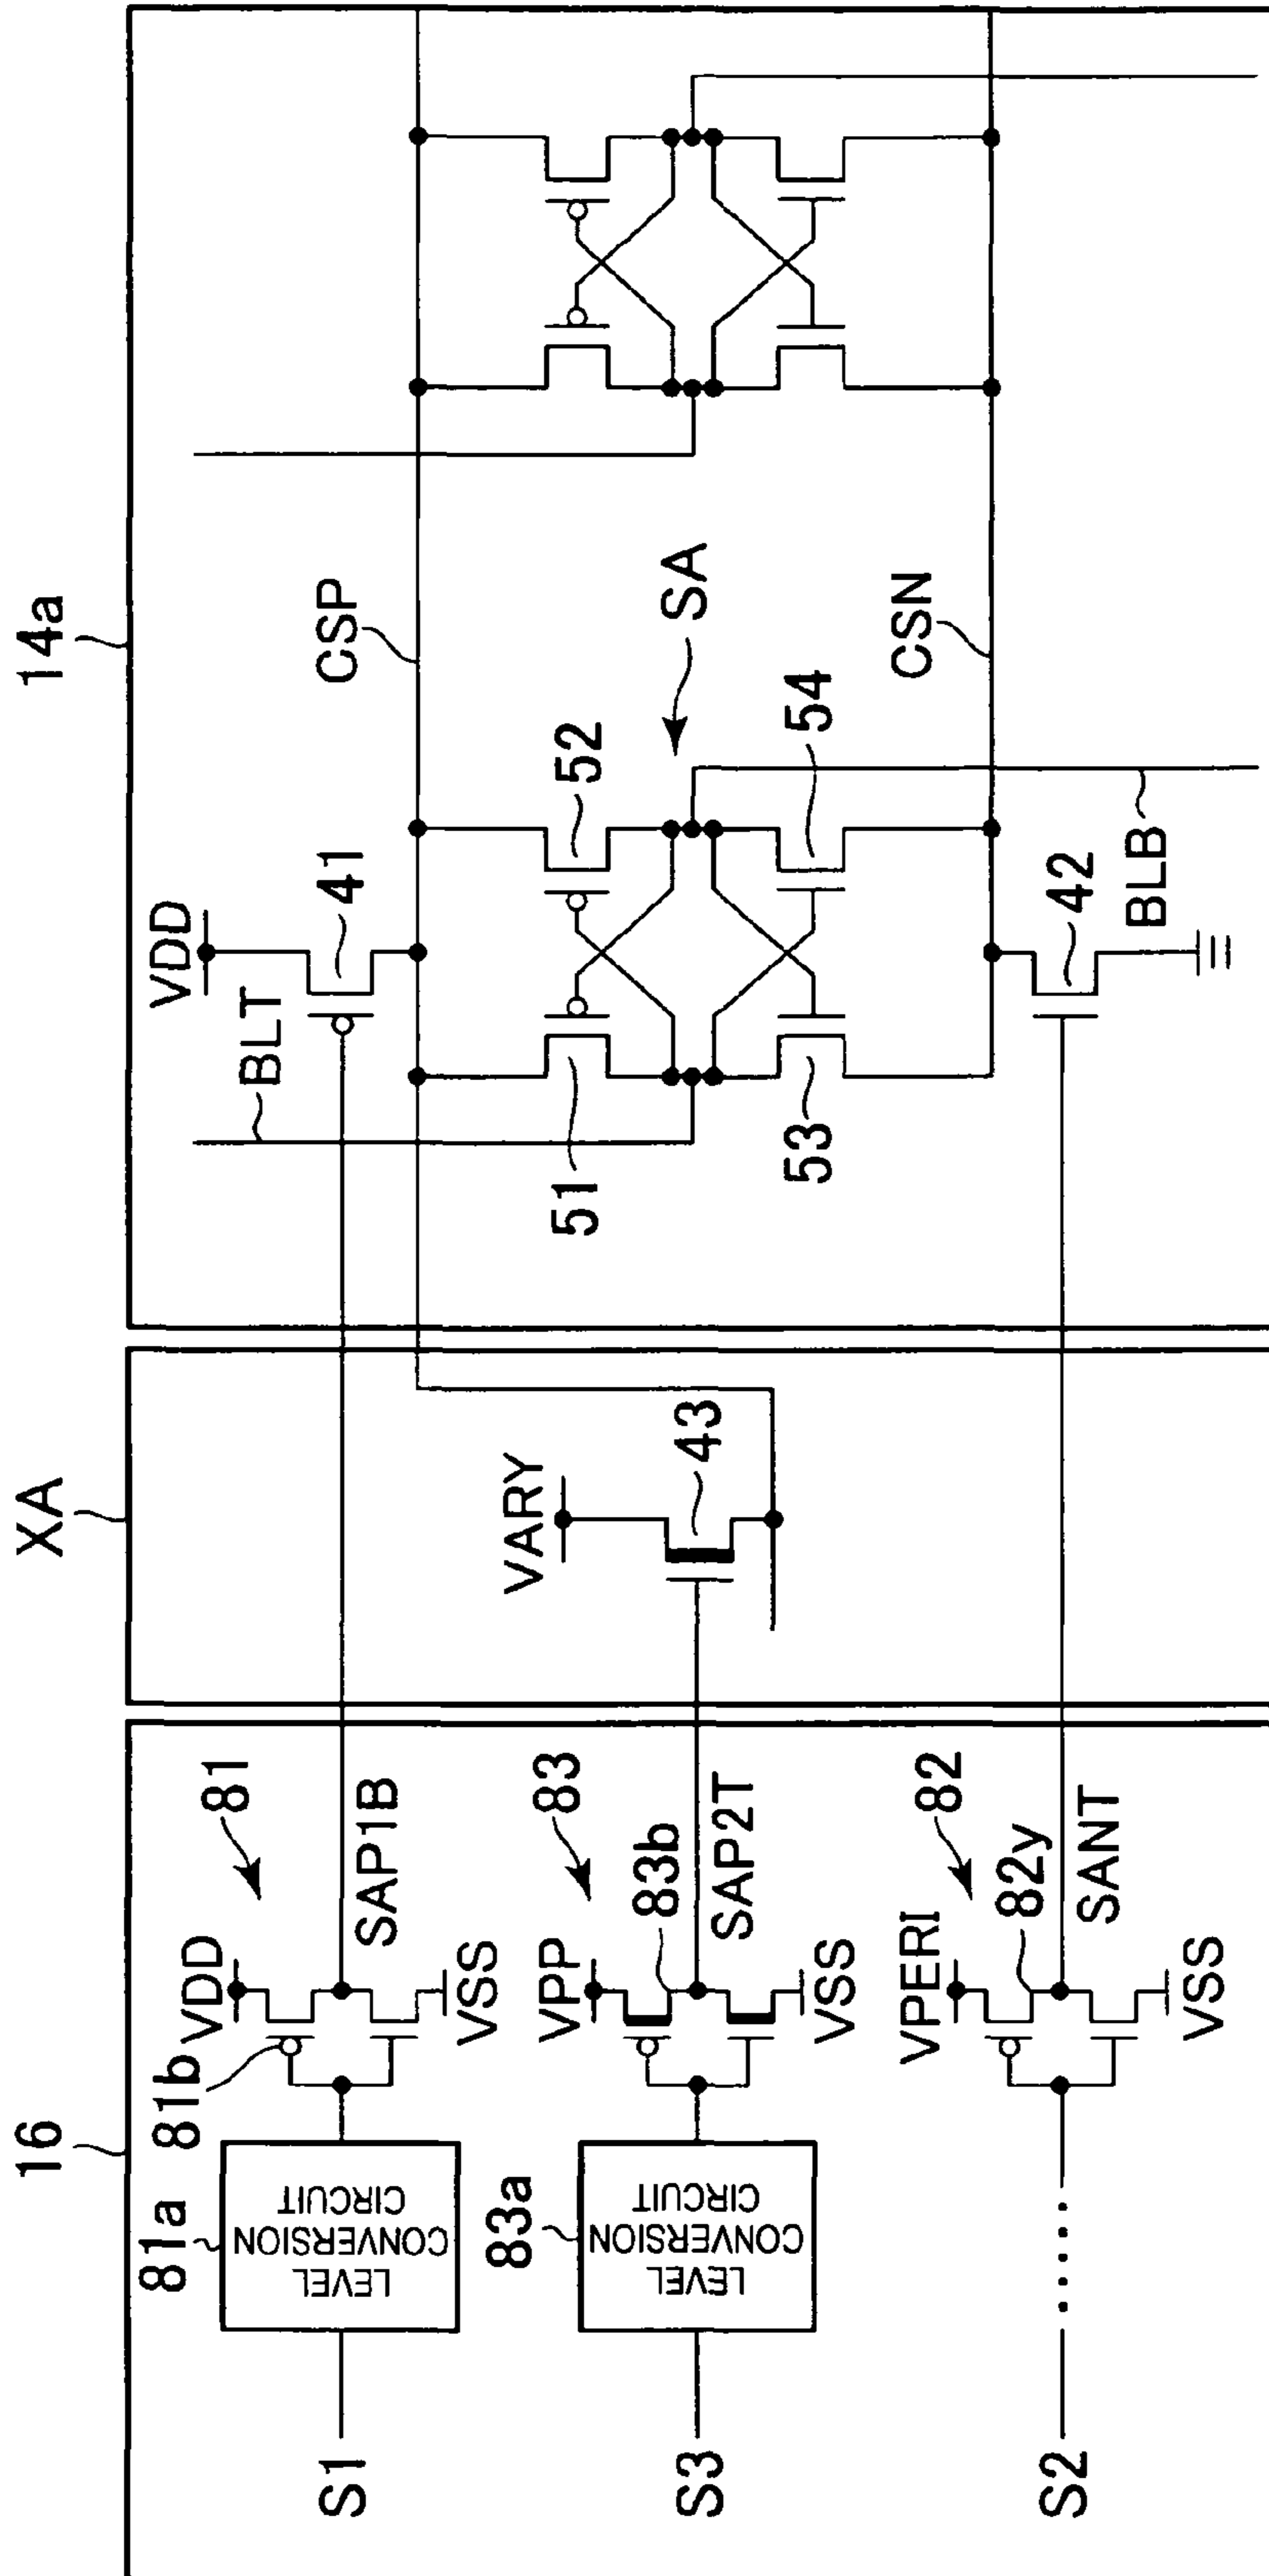 16
XA
14a
81a
81b
VDD
81
SAP1B
VSS
S1
LEVEL
CONVERSION
CIRCUIT
83a
VPP
83
83b
SAP2T
VSS
S3
LEVEL
CONVERSION
CIRCUIT
VPERI
82
82y
SANT
VSS
S2
VARY
43
VDD
BLT
41
CSP
51
52
SA
53
54
CSN
42
BLB